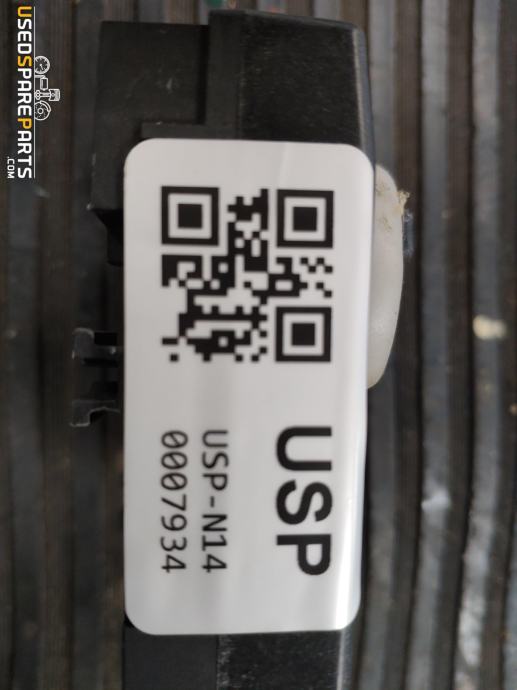 USEDSPAREPARTS
.COM
USP
USP-N14
0007934